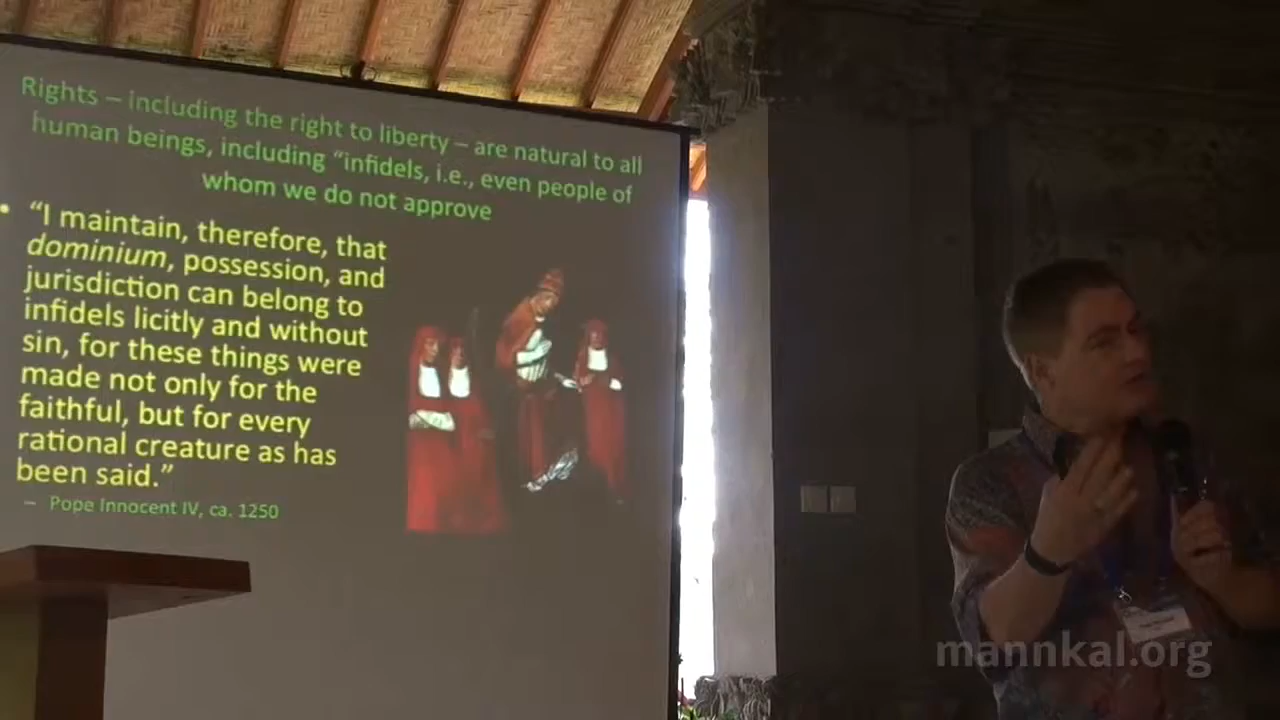 Rights – including the right to liberty – are natural to all
human beings, including “infidels, i.e., even people of
whom we do not approve
• “I maintain, therefore, that
dominium, possession, and
jurisdiction can belong to
infidels licitly and without
sin, for these things were
made not only for the
faithful, but for every
rational creature as has
been said.”
– Pope Innocent IV, ca. 1250
mannkal.org